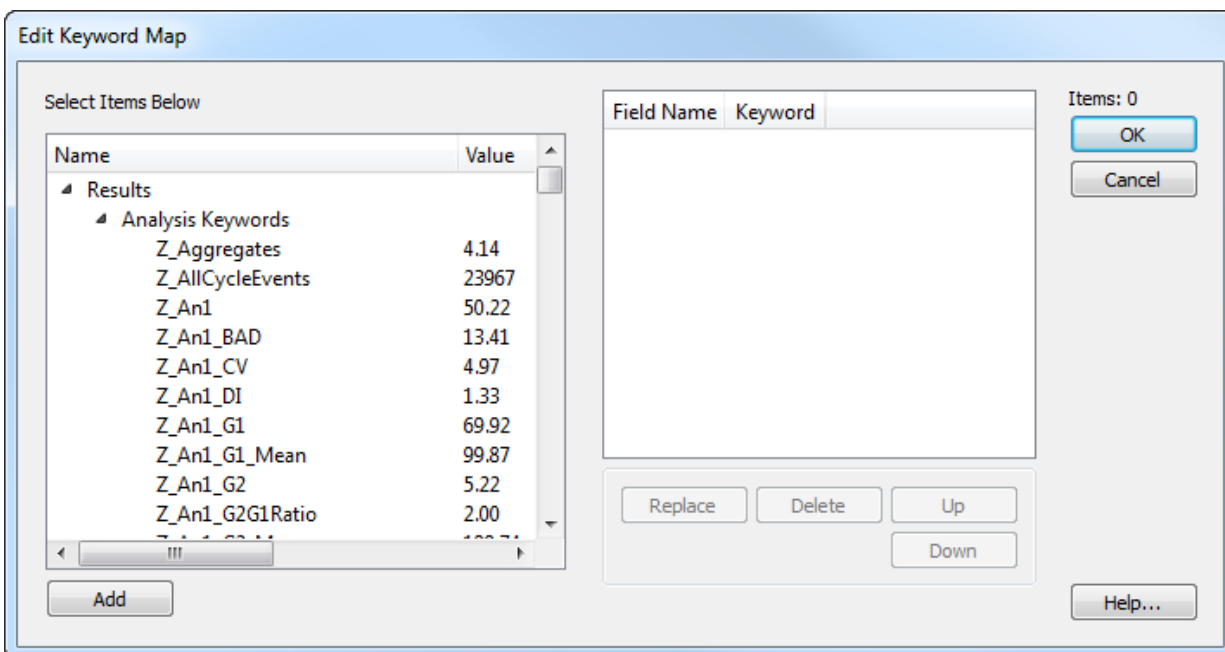 Edit Keyword Map
Select Items Below
Name Value
Results
Analysis Keywords
Z_Aggregates 4.14
Z_AllCycleEvents 23967
Z_An1 50.22
Z_An1_BAD 13.41
Z_An1_CV 4.97
Z_An1_DI 1.33
Z_An1_G1 69.92
Z_An1_G1_Mean 99.87
Z_An1_G2 5.22
Z_An1_G2G1Ratio 2.00
Add
Field Name Keyword
Replace Delete Up
Down
Items: 0
OK
Cancel
Help...